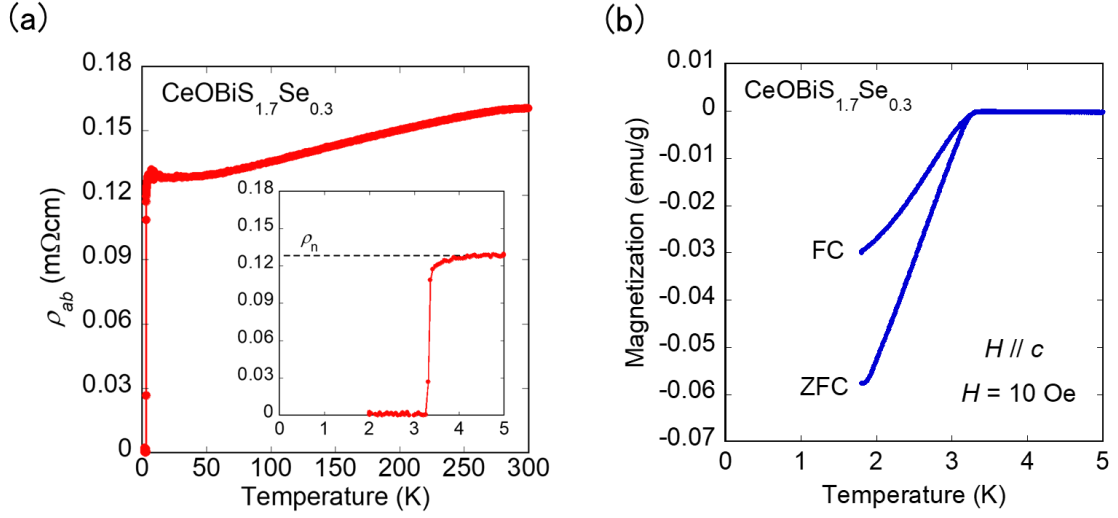 (a)
CeOBiS1.7Se0.3
ρab (mΩcm)
0.18
0.15
0.12
0.09
0.06
0.03
0
0 50 100 150 200 250 300
Temperature (K)
0.18
0.15
0.12
0.09
0.06
0.03
0
ρn
0 1 2 3 4 5
(b)
CeOBiS1.7Se0.3
Magnetization (emu/g)
0.01
0
-0.01
-0.02
-0.03
-0.04
-0.05
-0.06
-0.07
FC
ZFC
H // c
H = 10 Oe
0 1 2 3 4 5
Temperature (K)